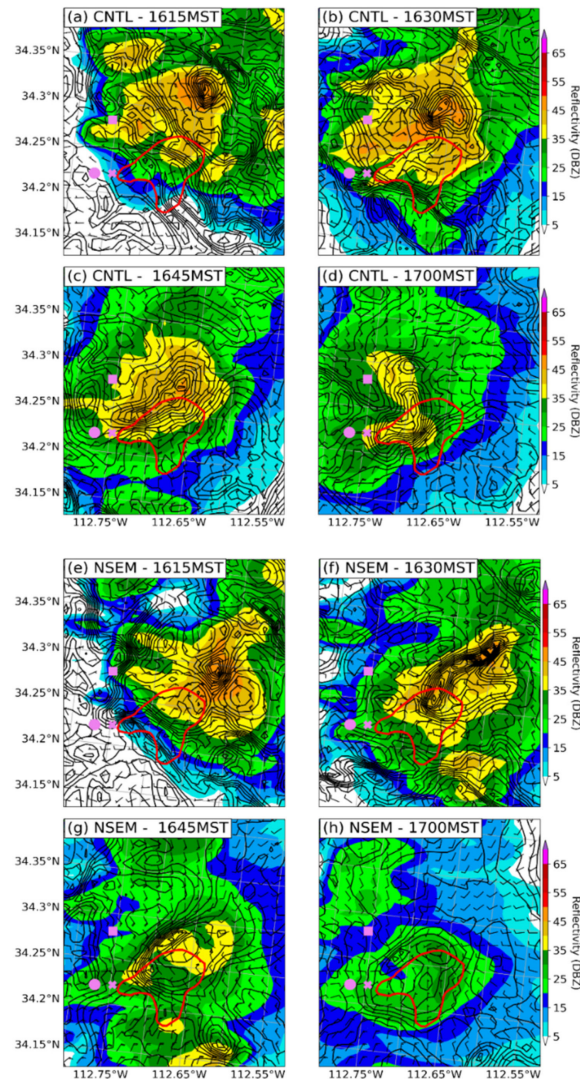 (a) CNTL - 1615MST
(b) CNTL - 1630MST
34.35°N
34.3°N
34.25°N
34.2°N
34.15°N
65
55
45
35
25
15
5
Reflectivity (DBZ)
(c) CNTL - 1645MST
(d) CNTL - 1700MST
34.35°N
34.3°N
34.25°N
34.2°N
34.15°N
65
55
45
35
25
15
5
Reflectivity (DBZ)
112.75°W 112.65°W 112.55°W
112.75°W 112.65°W 112.55°W
(e) NSEM - 1615MST
(f) NSEM - 1630MST
34.35°N
34.3°N
34.25°N
34.2°N
34.15°N
65
55
45
35
25
15
5
Reflectivity (DBZ)
(g) NSEM - 1645MST
(h) NSEM - 1700MST
34.35°N
34.3°N
34.25°N
34.2°N
34.15°N
65
55
45
35
25
15
5
Reflectivity (DBZ)
112.75°W 112.65°W 112.55°W
112.75°W 112.65°W 112.55°W